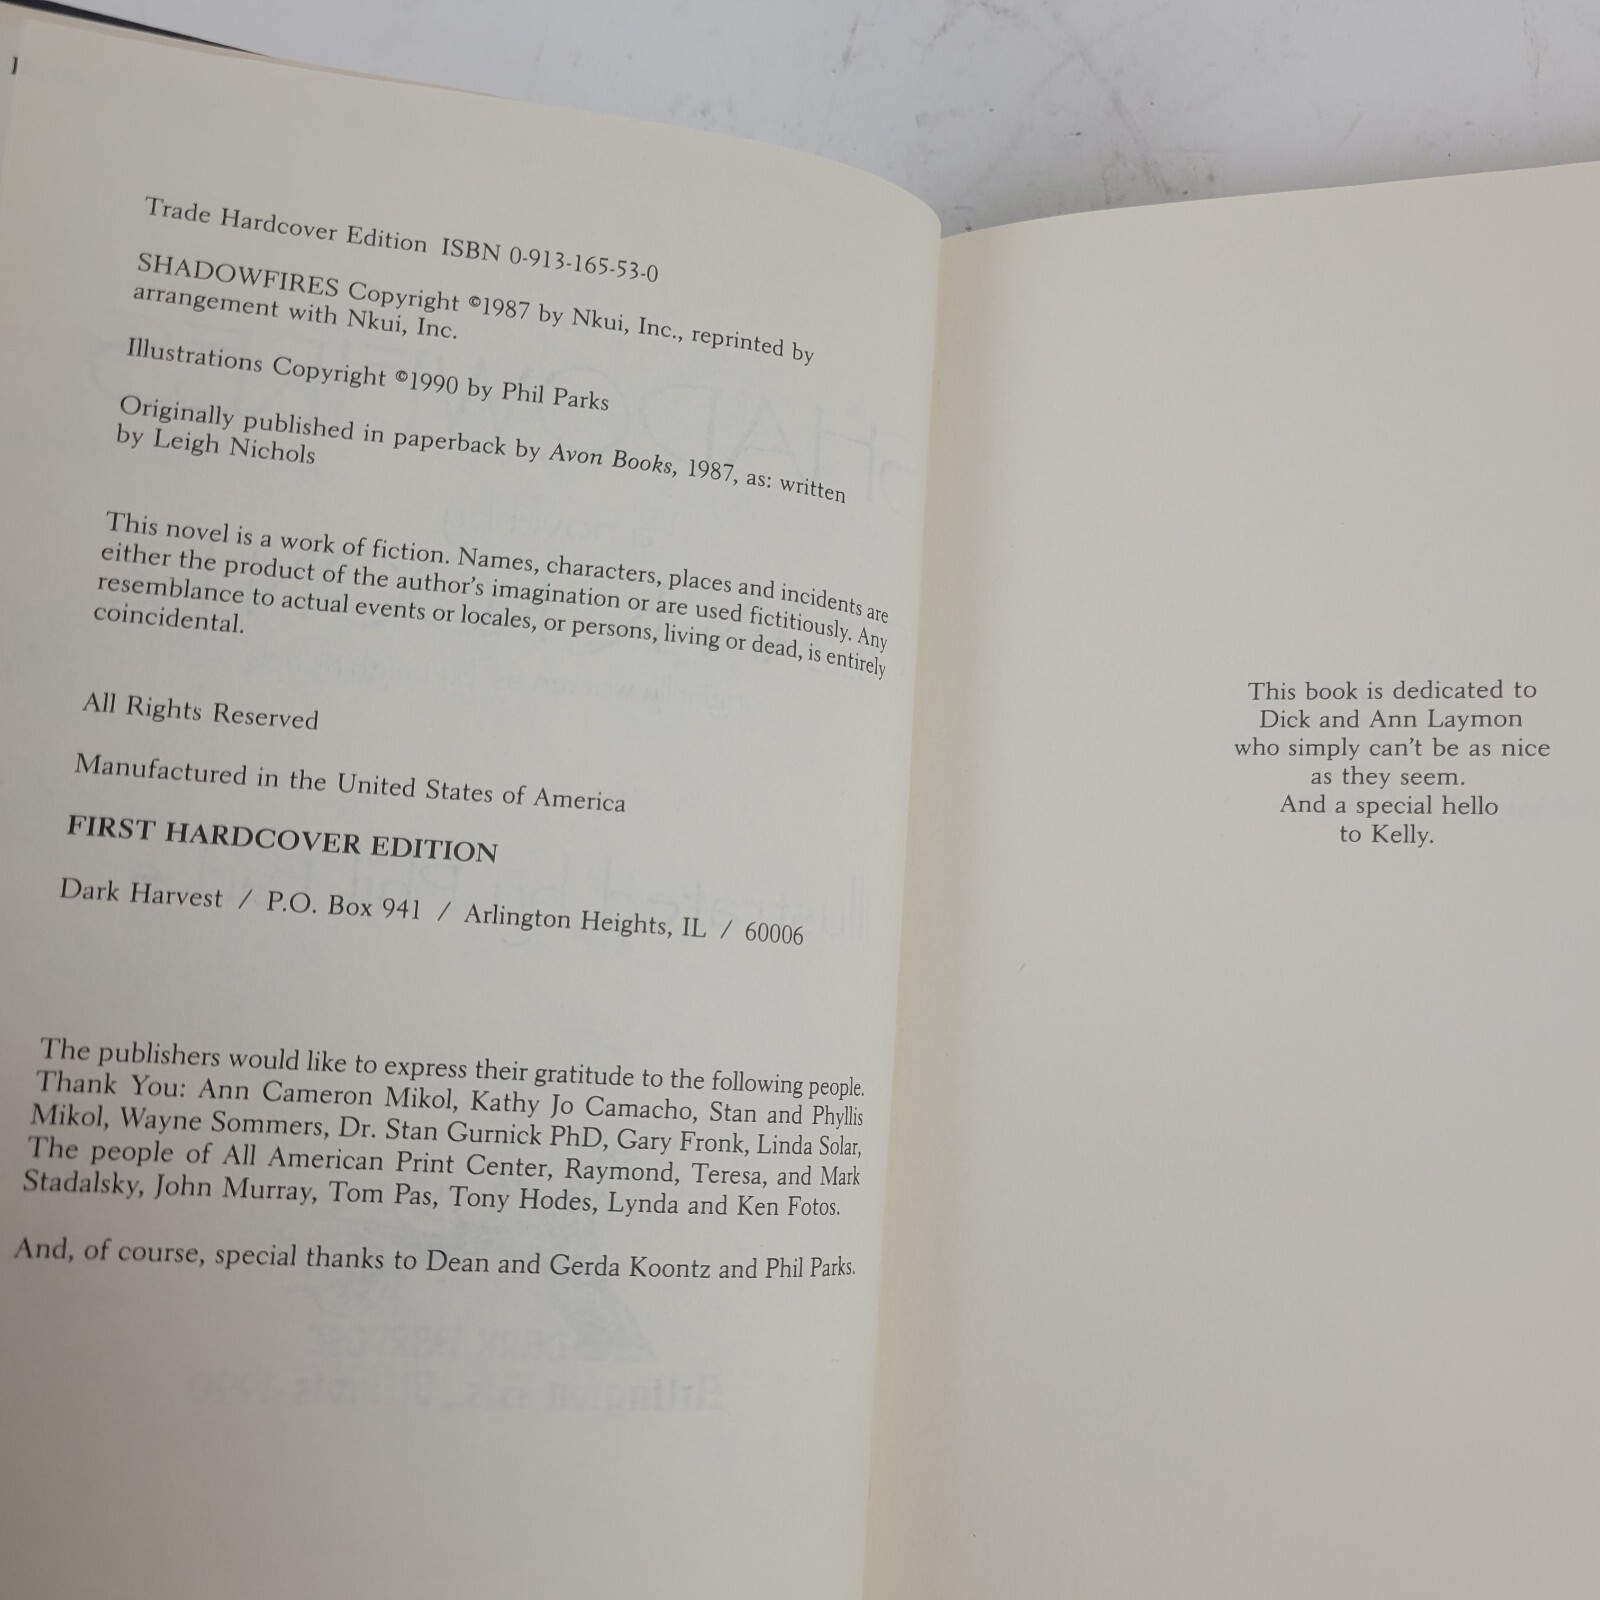 Trade Hardcover Edition ISBN 0-913-165-53-0
SHADOWFIRES Copyright ©1987 by Nkui, Inc., reprinted by
arrangement with Nkui, Inc.
Illustrations Copyright ©1990 by Phil Parks
Originally published in paperback by Avon Books, 1987, as: written
by Leigh Nichols
This novel is a work of fiction. Names, characters, places and incidents are
either the product of the author's imagination or are used fictitiously. Any
resemblance to actual events or locales, or persons, living or dead, is entirely
coincidental.
All Rights Reserved
Manufactured in the United States of America
FIRST HARDCOVER EDITION
Dark Harvest / P.O. Box 941 / Arlington Heights, IL / 60006
The publishers would like to express their gratitude to the following people.
Thank You: Ann Cameron Mikol, Kathy Jo Camacho, Stan and Phyllis
Mikol, Wayne Sommers, Dr. Stan Gurnick PhD, Gary Fronk, Linda Solar,
The people of All American Print Center, Raymond, Teresa, and Mark
Stadalsky, John Murray, Tom Pas, Tony Hodes, Lynda and Ken Fotos.
And, of course, special thanks to Dean and Gerda Koontz and Phil Parks.
This book is dedicated to
Dick and Ann Laymon
who simply can't be as nice
as they seem.
And a special hello
to Kelly.